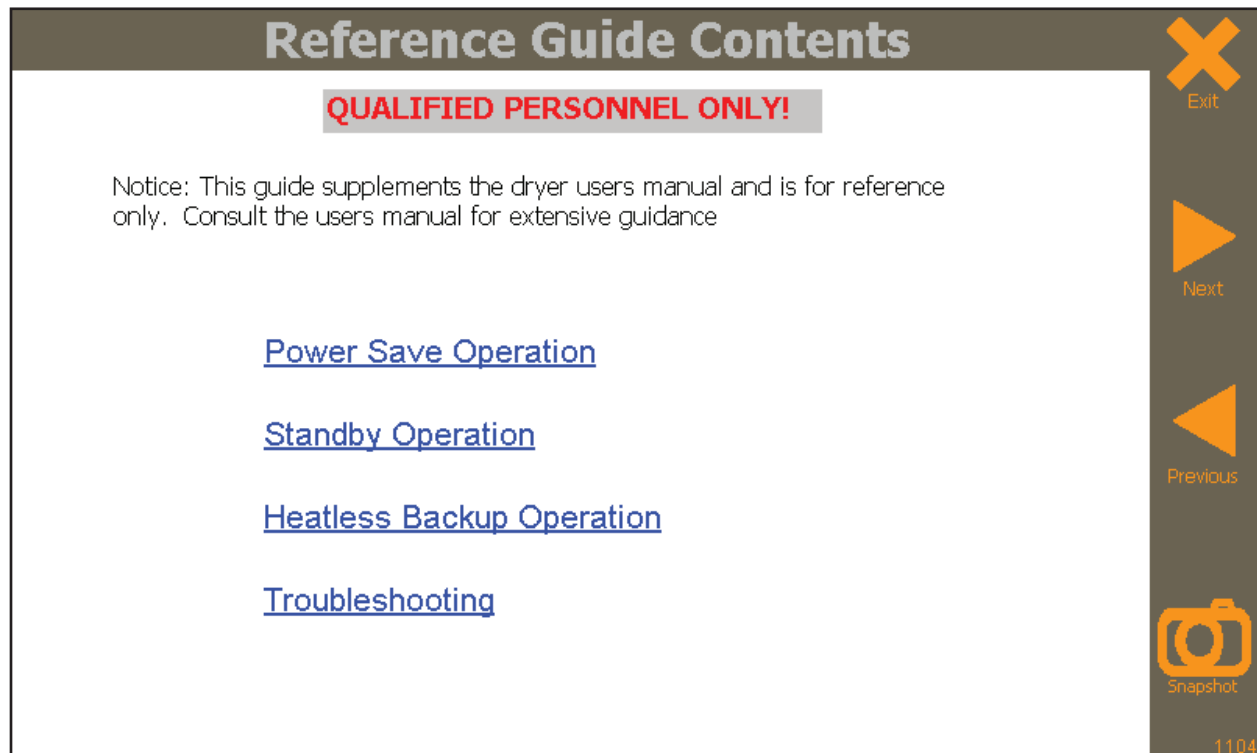 Reference Guide Contents
QUALIFIED PERSONNEL ONLY!
Notice: This guide supplements the dryer users manual and is for reference
only. Consult the users manual for extensive guidance
Power Save Operation
Standby Operation
Heatless Backup Operation
Troubleshooting
Exit
Next
Previous
Snapshot
1104